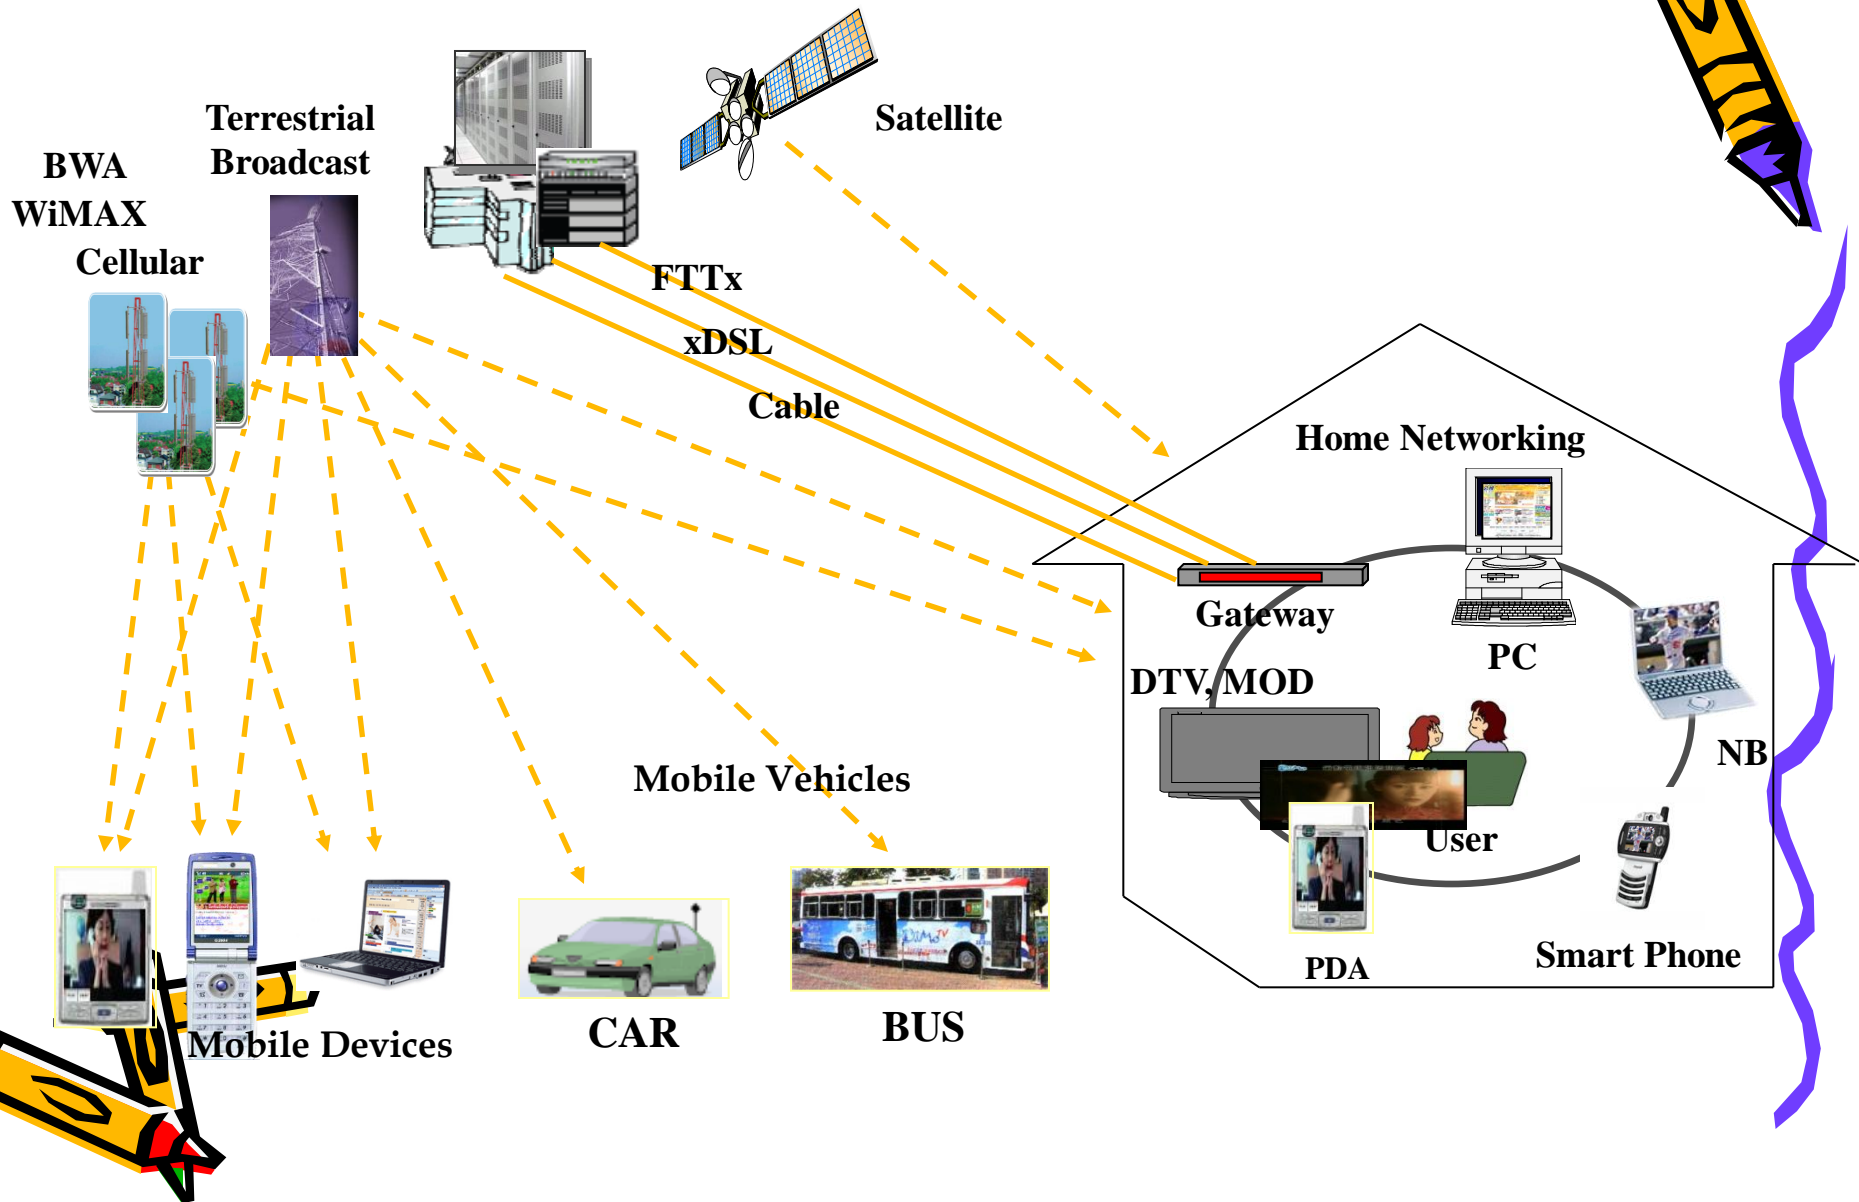 Terrestrial
Broadcast
Satellite
BWA
WiMAX
Cellular
FTTx
xDSL
Cable
Home Networking
Gateway
PC
DTV, MOD
NB
Mobile Vehicles
User
Smart Phone
PDA
CAR
BUS
Mobile Devices